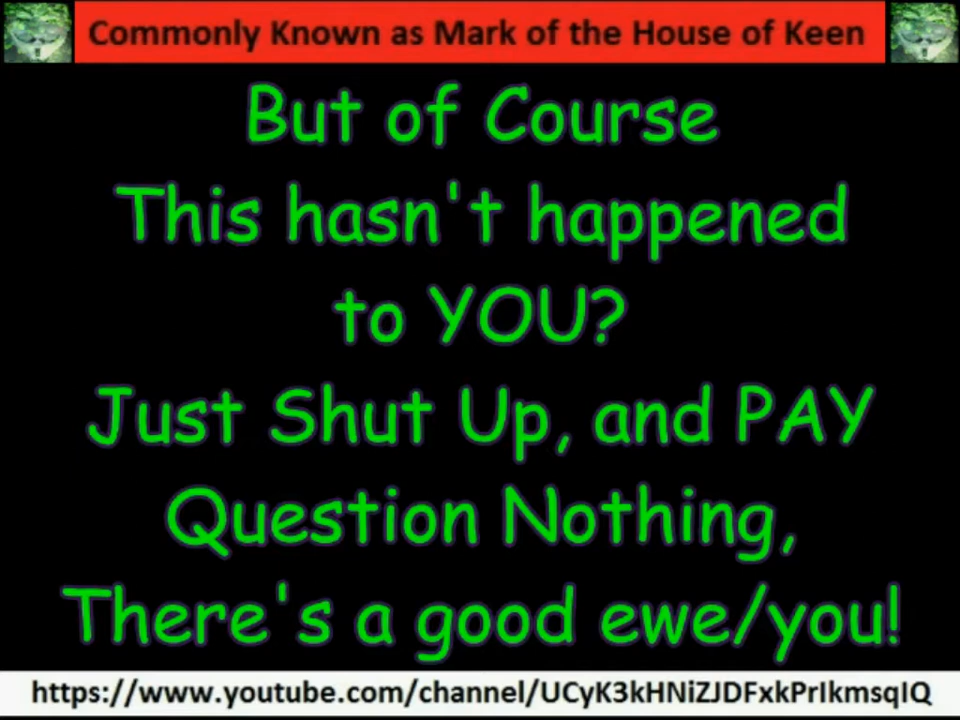 Commonly Known as Mark of the House of Keen
But of Course
This hasn't happened
to YOU?
Just Shut Up, and PAY
Question Nothing,
There's a good ewe/you!
https://www.youtube.com/channel/UCyK3kHNiZJDFxkPrIkmsqIQ